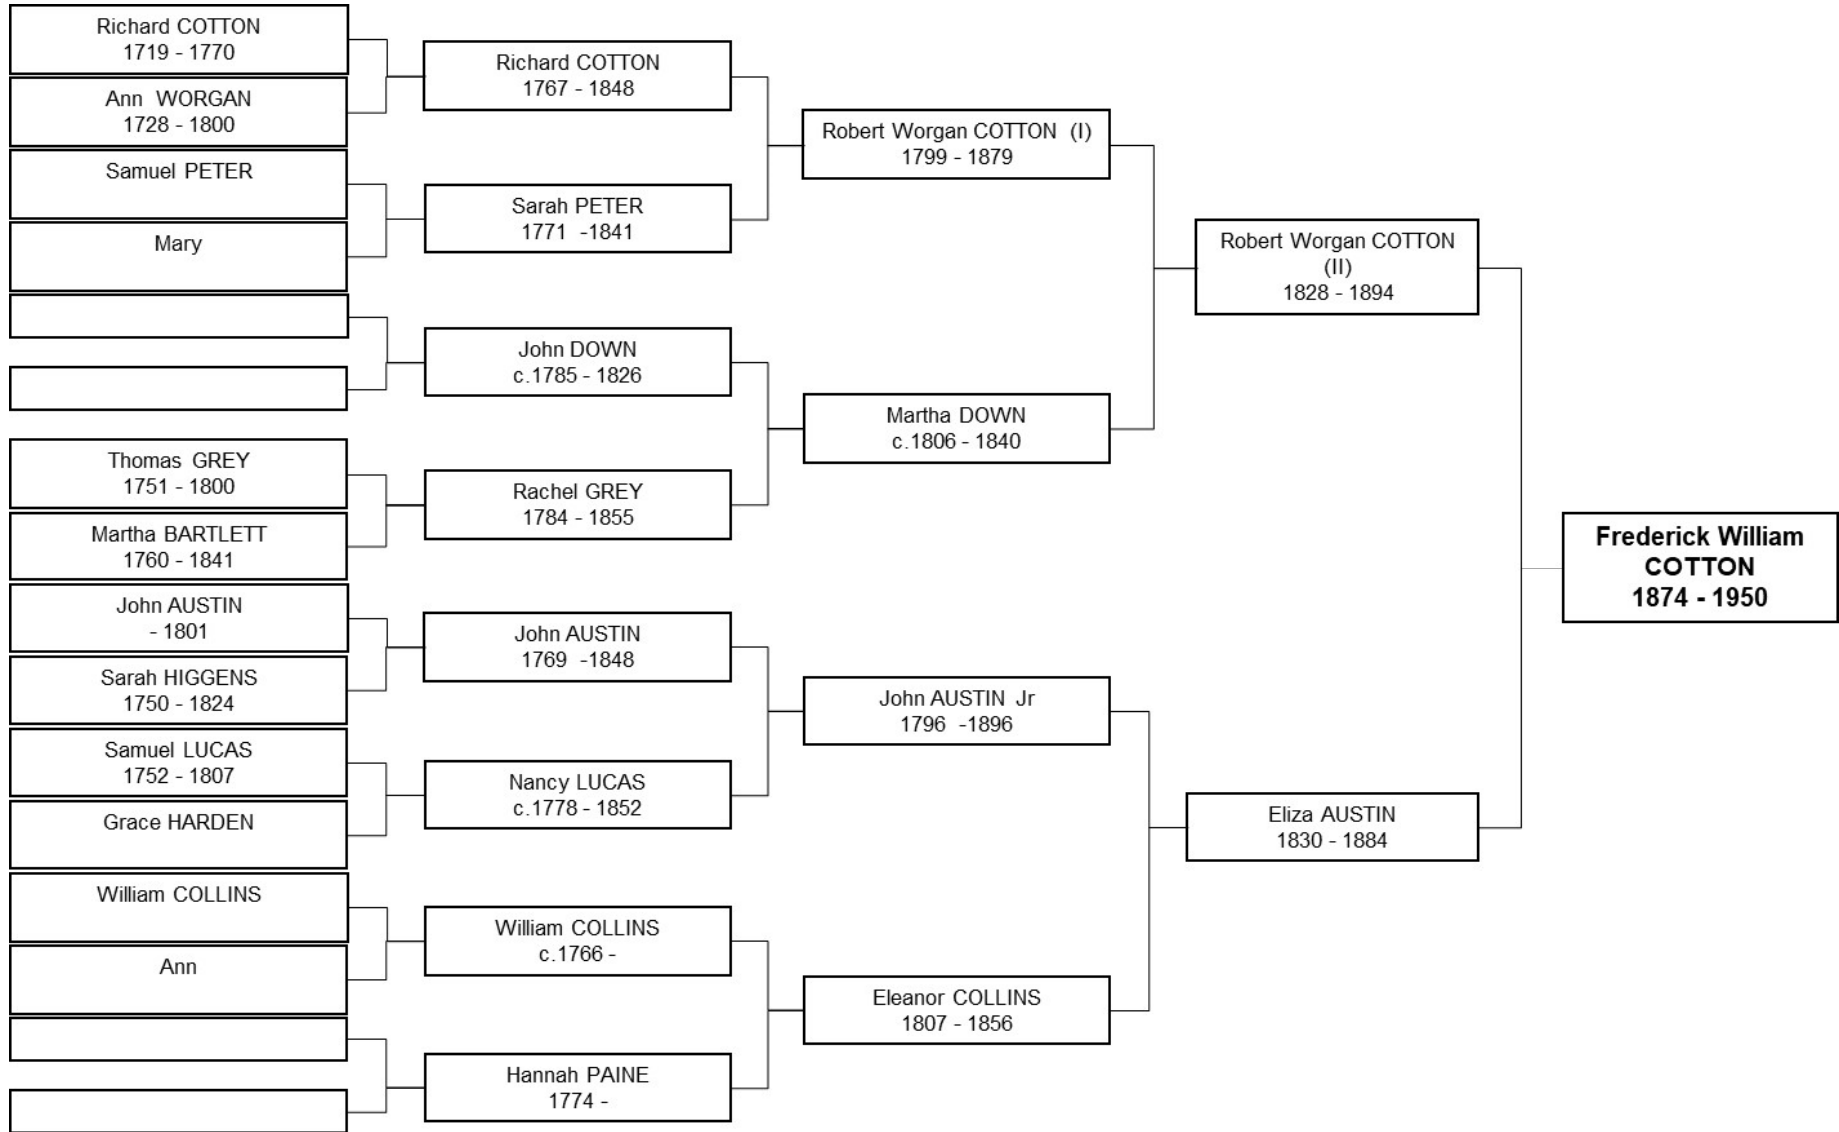 Richard COTTON
1719 - 1770
Ann WORGAN
1728 - 1800
Samuel PETER
Mary
Thomas GREY
1751 - 1800
Martha BARTLETT
1760 - 1841
John AUSTIN
- 1801
Sarah HIGGENS
1750 - 1824
Samuel LUCAS
1752 - 1807
Grace HARDEN
William COLLINS
Ann
Richard COTTON
1767 - 1848
Sarah PETER
1771 -1841
John DOWN
c.1785 - 1826
Rachel GREY
1784 - 1855
John AUSTIN
1769 -1848
Nancy LUCAS
c.1778 - 1852
William COLLINS
c.1766 -
Hannah PAINE
1774 -
Robert Worgan COTTON (I)
1799 - 1879
Martha DOWN
c.1806 - 1840
John AUSTIN Jr
1796 -1896
Eleanor COLLINS
1807 - 1856
Robert Worgan COTTON
(II)
1828 - 1894
Eliza AUSTIN
1830 - 1884
Frederick William
COTTON
1874 - 1950